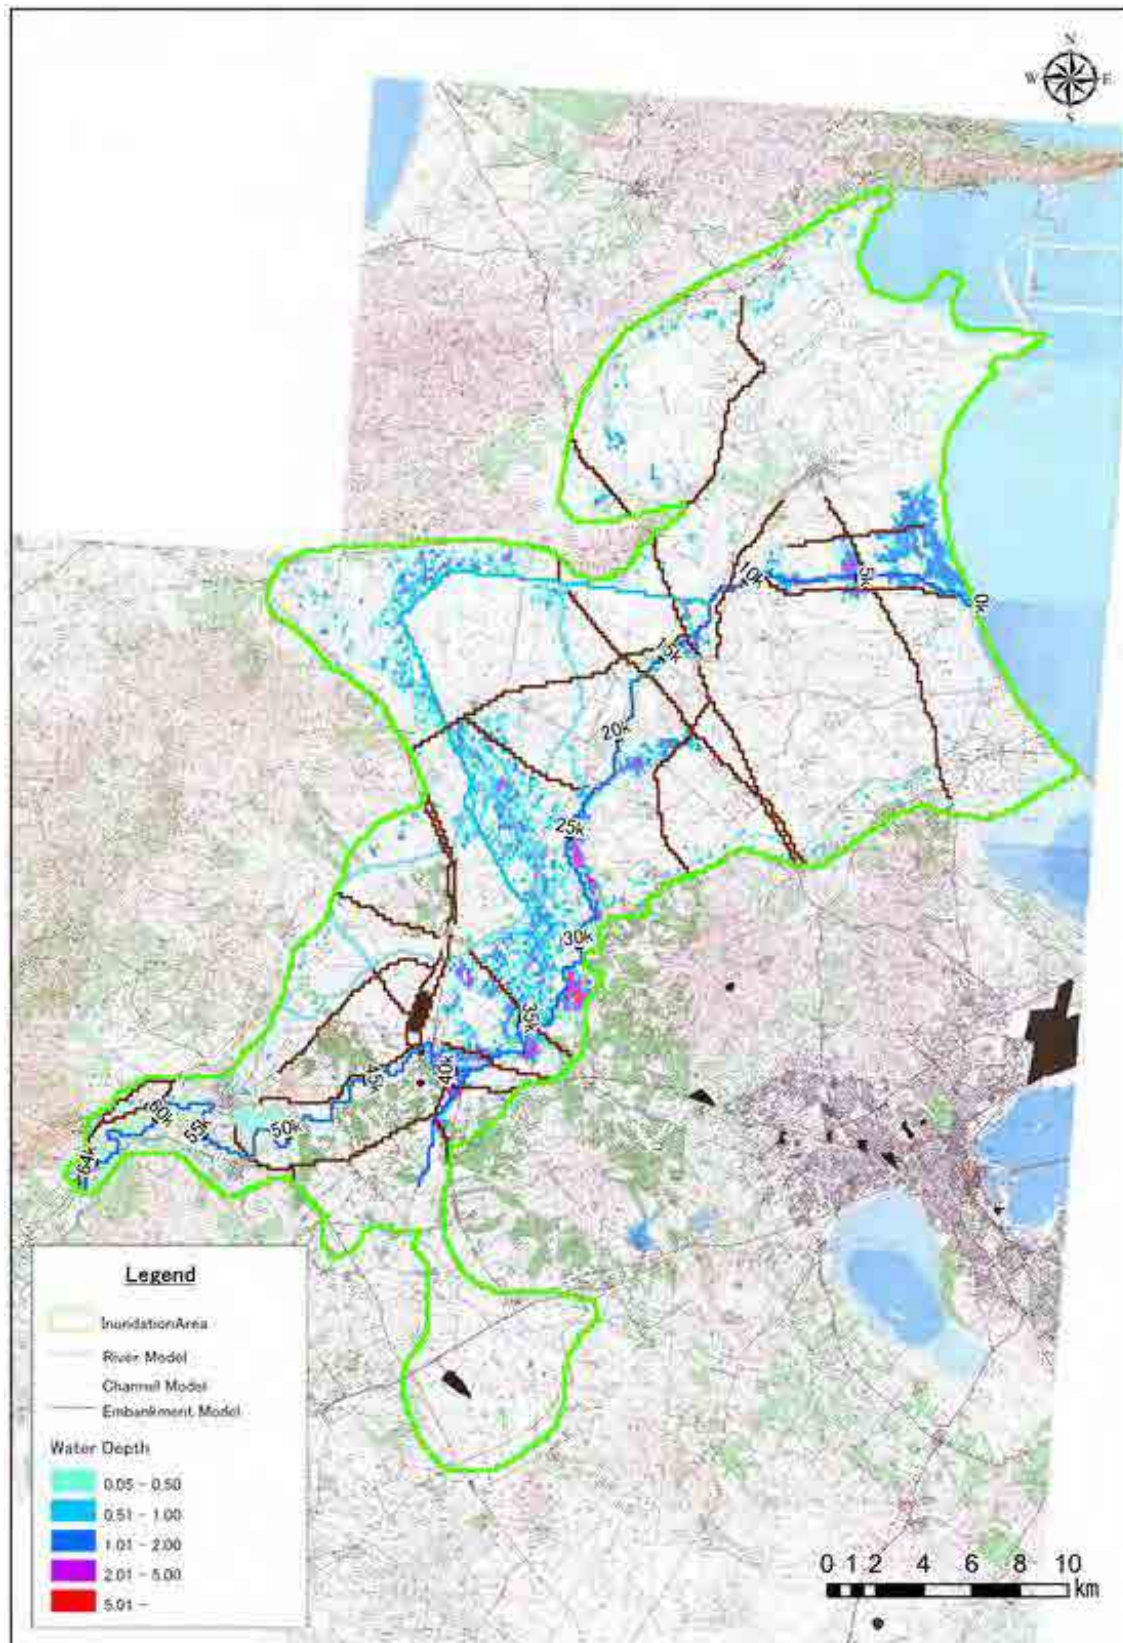 N
W E
S
10k
5k
0k
15k
20k
25k
30k
35k
40k
45k
50k
55k
60k
=64k
Legend
InundationArea
River Model
Channel Model
Embankment Model
Water Depth
0.05 - 0.50
0.51 - 1.00
1.01 - 2.00
2.01 - 5.00
5.01 -
0 1 2 4 6 8 10
km